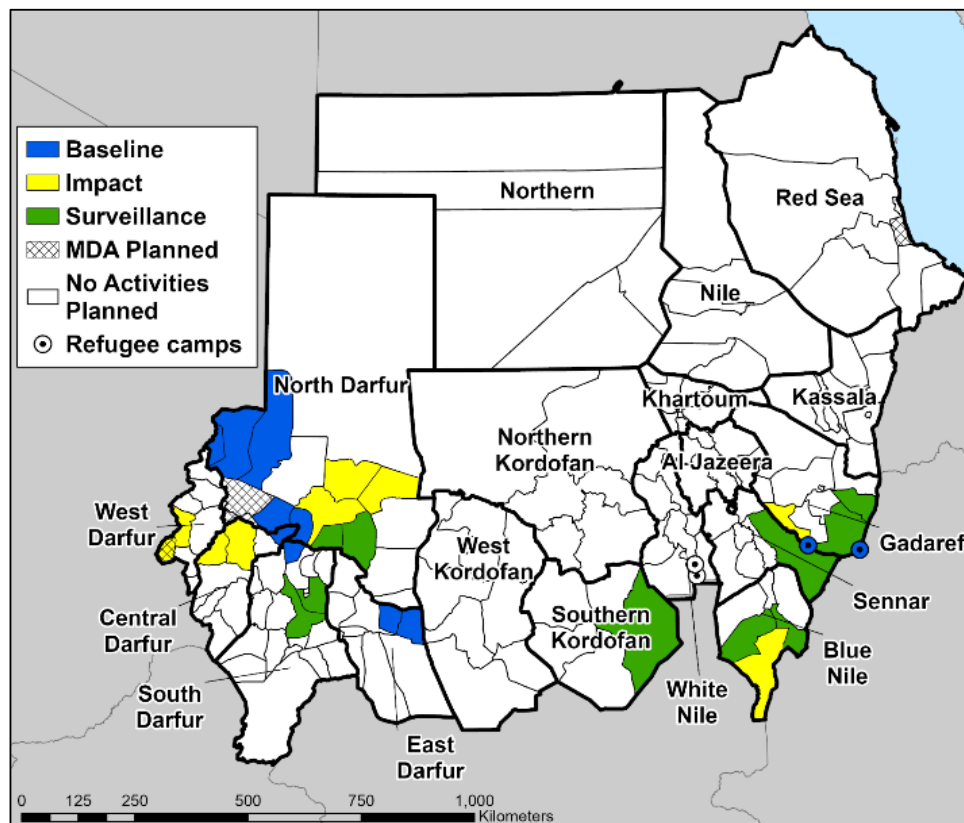 Baseline
Impact
Surveillance
MDA Planned
No Activities
Planned
Refugee camps
Northern
Red Sea
Nile
North Darfur
Khartoum
Kassala
Northern
Kordofan
Al Jazeera
West
Darfur
West
Kordofan
Gadaref
Central
Darfur
Southern
Kordofan
Sennar
South
Darfur
White
Nile
Blue
Nile
East
Darfur
0 125 250 500 750 1,000
Kilometers